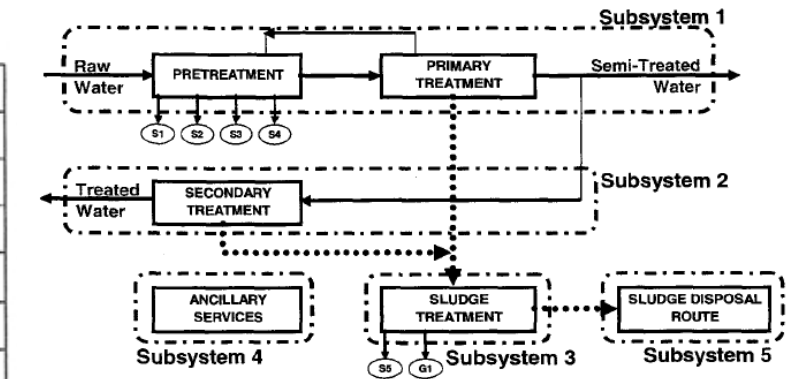 Subsystem 1
Raw
Water
PRETREATMENT
PRIMARY
TREATMENT
Semi-Treated
Water
S1
S2
S3
S4
Treated
Water
SECONDARY
TREATMENT
Subsystem 2
ANCILLARY
SERVICES
SLUDGE
TREATMENT
SLUDGE DISPOSAL
ROUTE
Subsystem 4
Subsystem 3
Subsystem 5
S5
G1